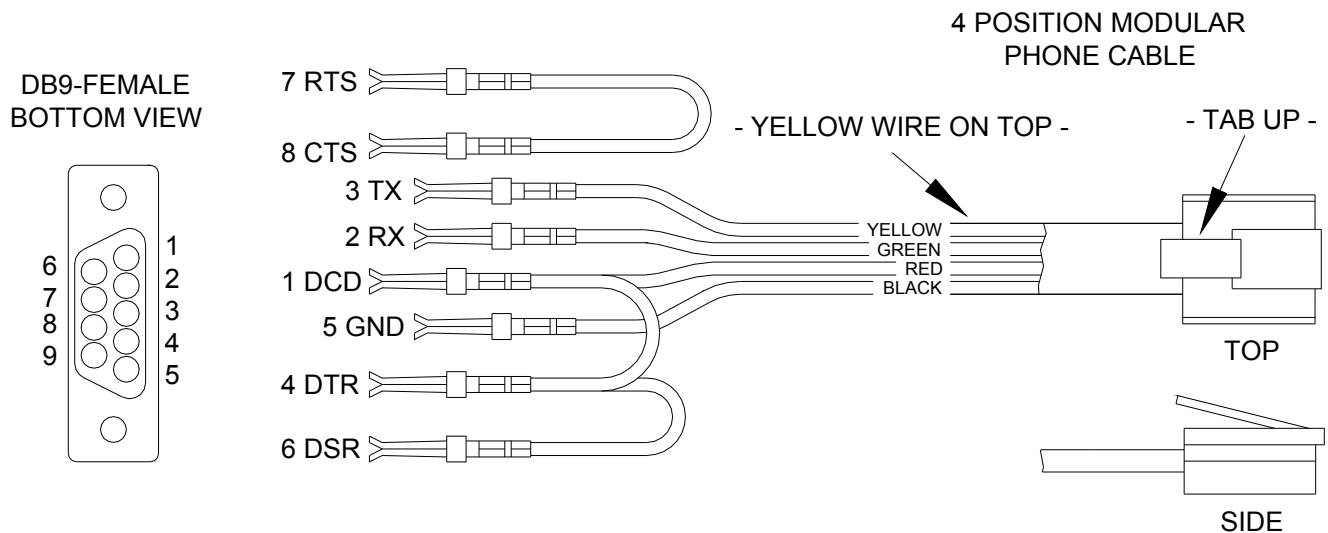 4 POSITION MODULAR
PHONE CABLE
DB9-FEMALE
BOTTOM VIEW
7 RTS
8 CTS
3 TX
2 RX
1 DCD
5 GND
4 DTR
6 DSR
- YELLOW WIRE ON TOP -
- TAB UP -
YELLOW
GREEN
RED
BLACK
1
2
3
4
5
6
7
8
9
TOP
SIDE